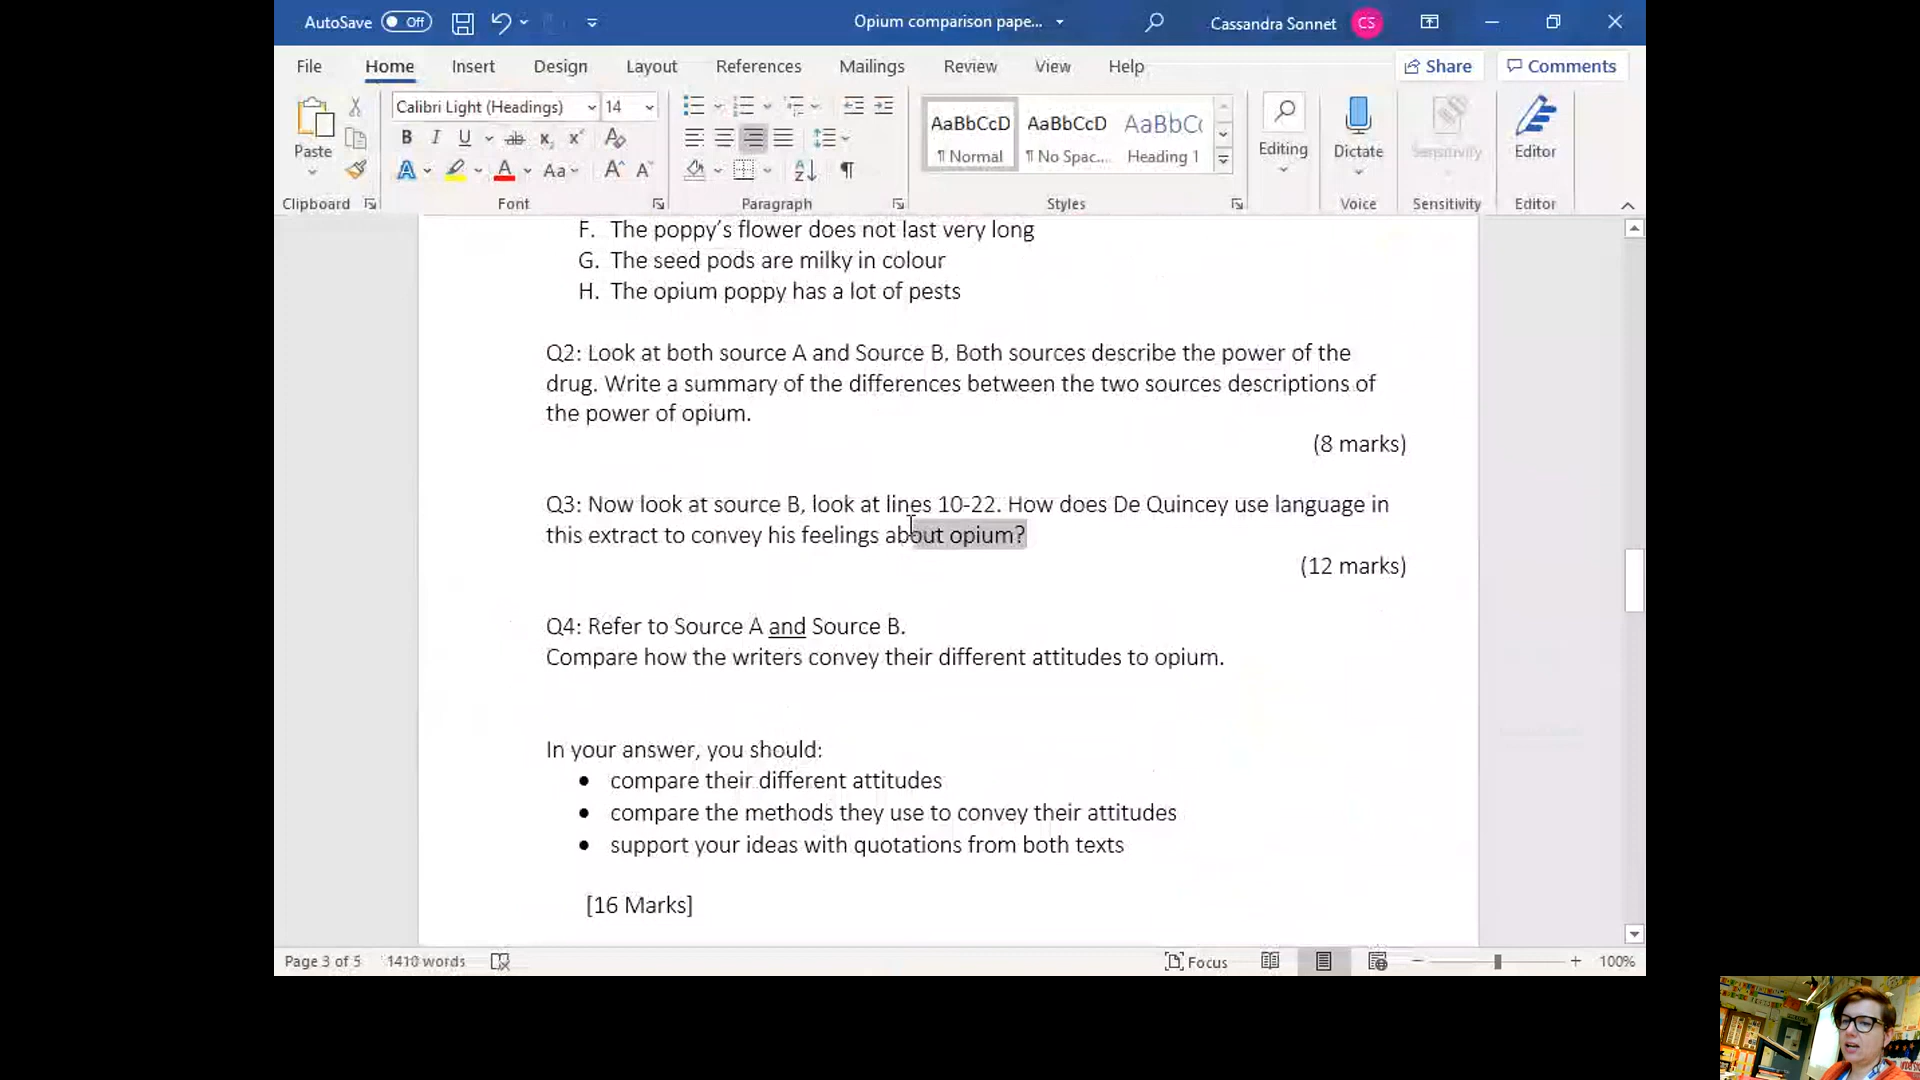 AutoSave Off Opium comparison pape... Cassandra Sonnet CS
File Home Insert Design Layout References Mailings Review View Help Share Comments
Calibri Light (Headings) 14
Paste
B I U ab x x A
A A Aa A A
AaBbCcD AaBbCcD AaBbCc
¶ Normal ¶ No Spac... Heading 1
Editing Dictate Sensitivity Editor
Clipboard Font Paragraph Styles Voice Sensitivity Editor
F. The poppy’s flower does not last very long
G. The seed pods are milky in colour
H. The opium poppy has a lot of pests
Q2: Look at both source A and Source B. Both sources describe the power of the
drug. Write a summary of the differences between the two sources descriptions of
the power of opium.
(8 marks)
Q3: Now look at source B, look at lines 10-22. How does De Quincey use language in
this extract to convey his feelings about opium?
(12 marks)
Q4: Refer to Source A and Source B.
Compare how the writers convey their different attitudes to opium.
In your answer, you should:
• compare their different attitudes
• compare the methods they use to convey their attitudes
• support your ideas with quotations from both texts
[16 Marks]
Page 3 of 5 1410 words Focus 100%